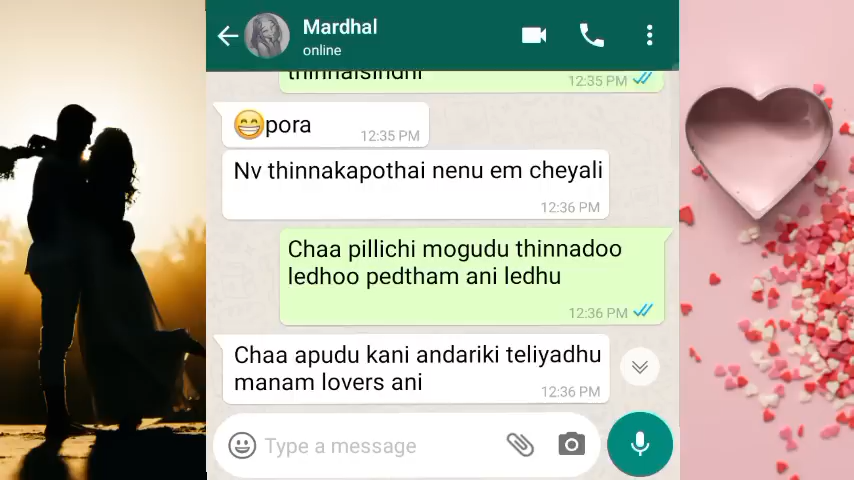 Mardhal
online
thinnaisindhi
12:35 PM
😁pora
12:35 PM
Nv thinnakapothai nenu em cheyali
12:36 PM
Chaa pillichi mogudu thinnadoo
ledhoo pedtham ani ledhu
12:36 PM
Chaa apudu kani andariki teliyadhu
manam lovers ani
12:36 PM
Type a message